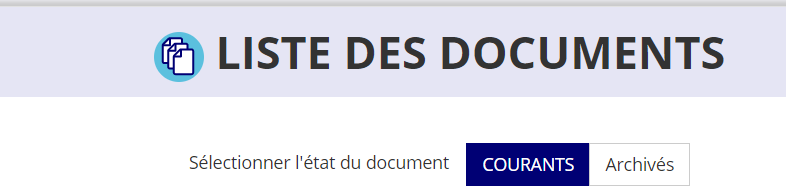 LISTE DES DOCUMENTS
Sélectionner l'état du document COURANTS Archivés